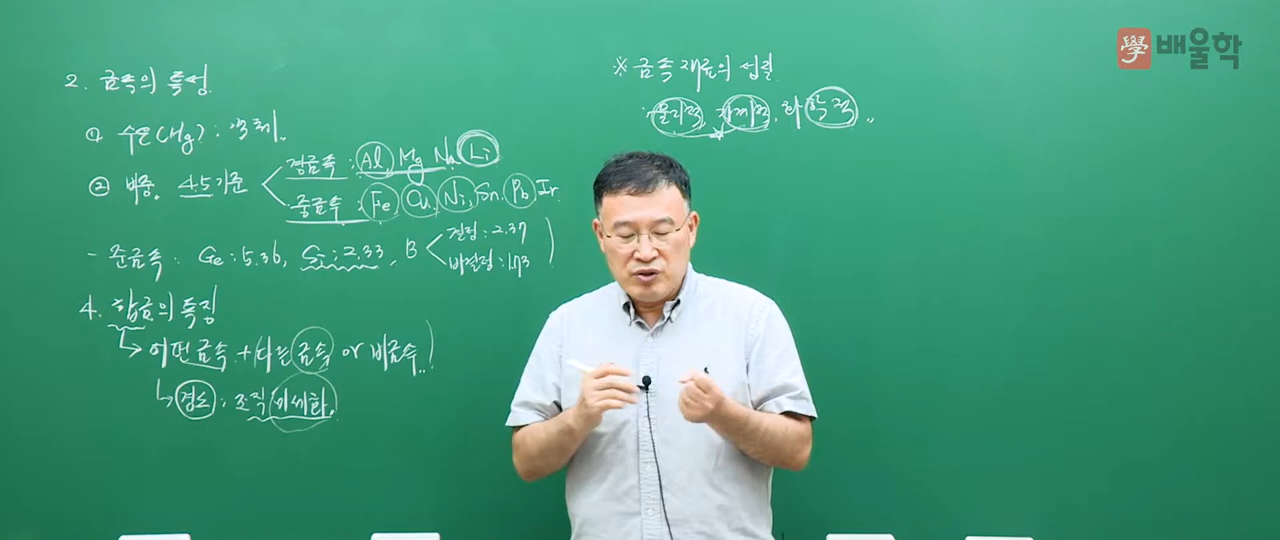 2. 금속의 특성
① 수은(Hg) : 액체.
② 비중. 4.5 기준
경금속 : Al, Mg Na Li
중금속 : Fe Cu, Ni, Sn, Pb Ir
- 준금속 : Ge : 5.36, Si : 2.33, B
결정 : 2.37
비결정 : 1.73
4. 합금의 특징
어떤금속 + 다른금속 or 비금속.
경도 : 조직 미세화.
※ 금속재료의 성질
물리적, 기계적, 화학적
學 배울학